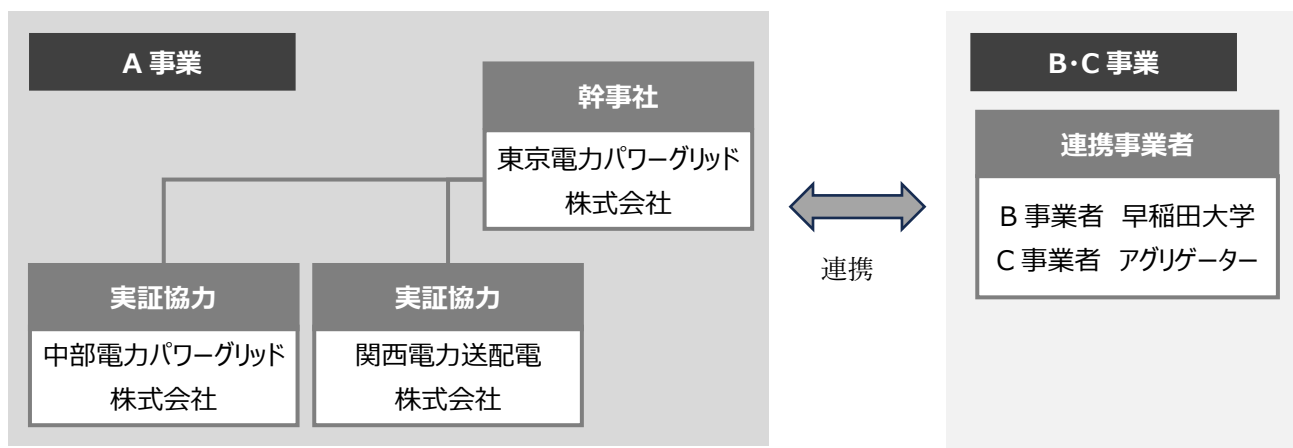 A 事業
幹事社
東京電力パワーグリッド
株式会社
実証協力
中部電力パワーグリッド
株式会社
実証協力
関西電力送配電
株式会社
連携
B・C 事業
連携事業者
B 事業者 早稲田大学
C 事業者 アグリゲーター